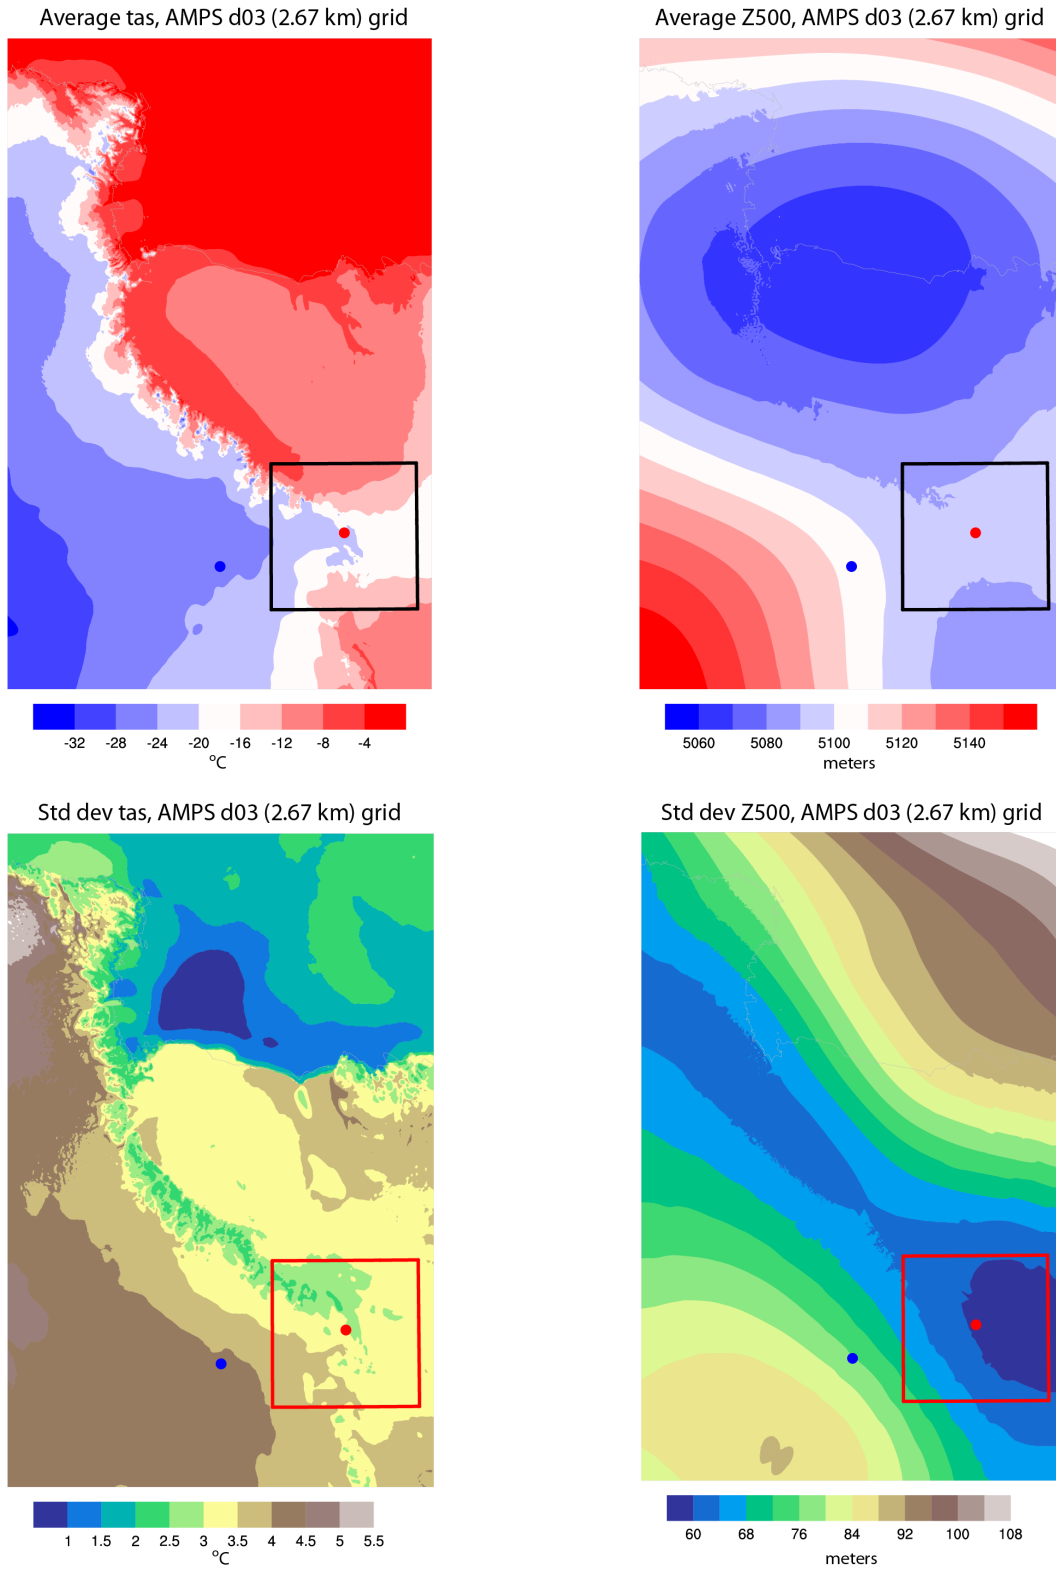 Average tas, AMPS d03 (2.67 km) grid
Average Z500, AMPS d03 (2.67 km) grid
-32 -28 -24 -20 -16 -12 -8 -4
°C
5060 5080 5100 5120 5140
meters
Std dev tas, AMPS d03 (2.67 km) grid
Std dev Z500, AMPS d03 (2.67 km) grid
1 1.5 2 2.5 3 3.5 4 4.5 5 5.5
°C
60 68 76 84 92 100 108
meters